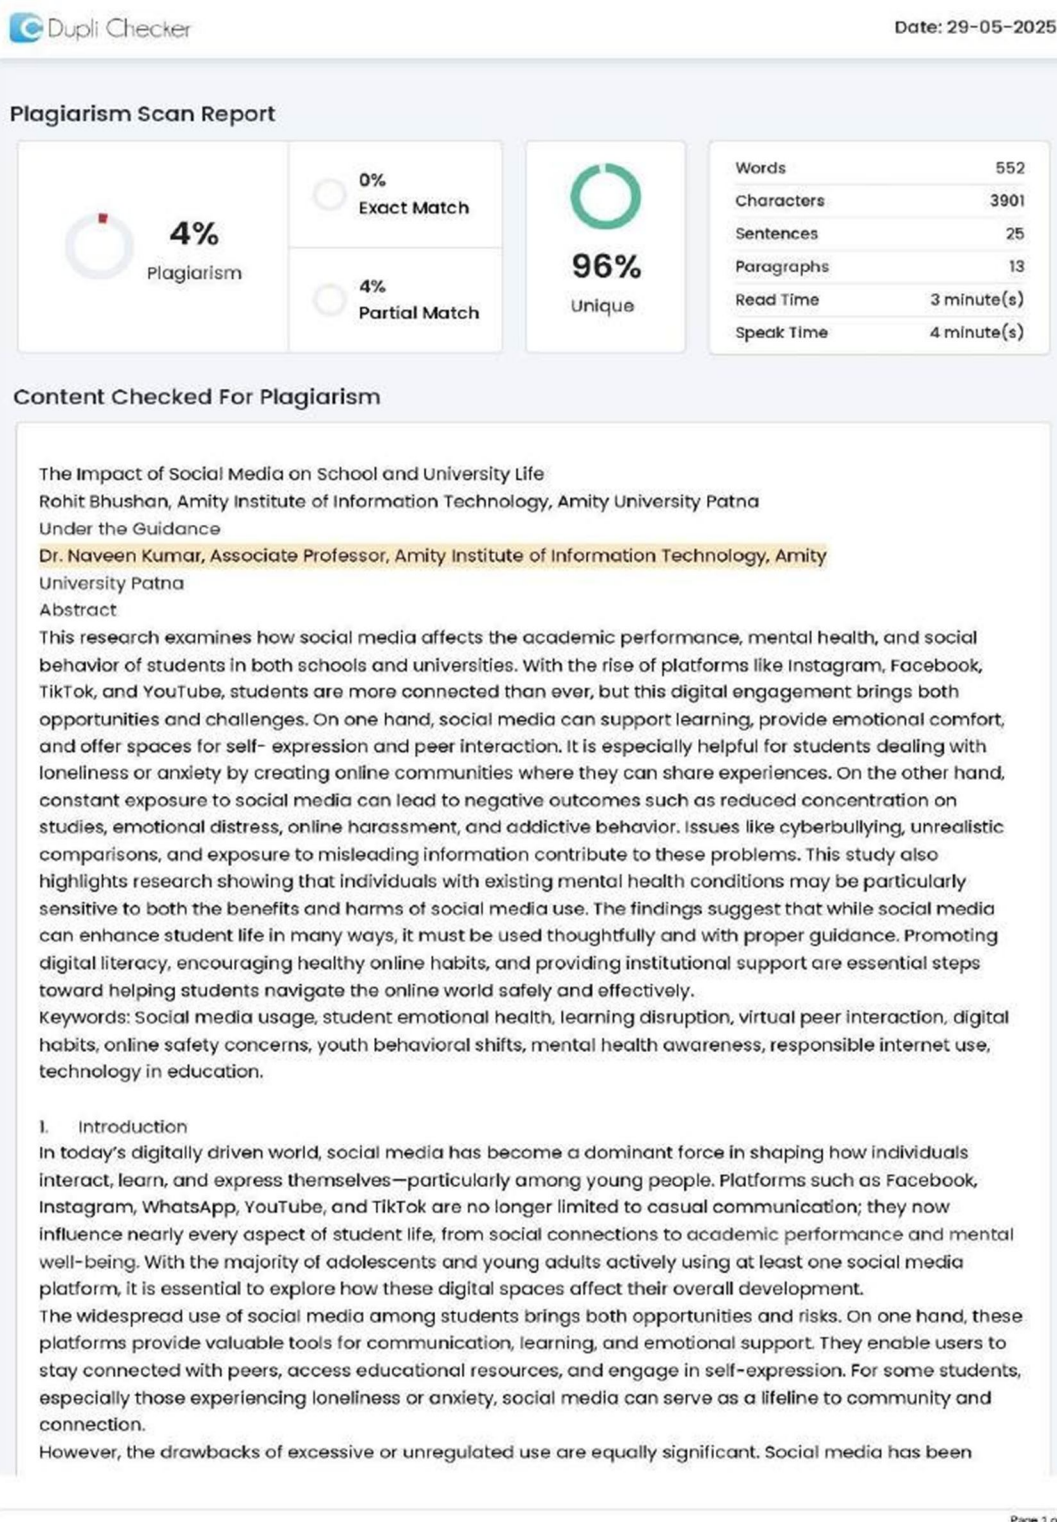 Dupli Checker
Date: 29-05-2025
Plagiarism Scan Report
4%
Plagiarism
0%
Exact Match
4%
Partial Match
96%
Unique
Words 552
Characters 3901
Sentences 25
Paragraphs 13
Read Time 3 minute(s)
Speak Time 4 minute(s)
Content Checked For Plagiarism
The Impact of Social Media on School and University Life
Rohit Bhushan, Amity Institute of Information Technology, Amity University Patna
Under the Guidance
Dr. Naveen Kumar, Associate Professor, Amity Institute of Information Technology, Amity
University Patna
Abstract
This research examines how social media affects the academic performance, mental health, and social
behavior of students in both schools and universities. With the rise of platforms like Instagram, Facebook,
TikTok, and YouTube, students are more connected than ever, but this digital engagement brings both
opportunities and challenges. On one hand, social media can support learning, provide emotional comfort,
and offer spaces for self- expression and peer interaction. It is especially helpful for students dealing with
loneliness or anxiety by creating online communities where they can share experiences. On the other hand,
constant exposure to social media can lead to negative outcomes such as reduced concentration on
studies, emotional distress, online harassment, and addictive behavior. Issues like cyberbullying, unrealistic
comparisons, and exposure to misleading information contribute to these problems. This study also
highlights research showing that individuals with existing mental health conditions may be particularly
sensitive to both the benefits and harms of social media use. The findings suggest that while social media
can enhance student life in many ways, it must be used thoughtfully and with proper guidance. Promoting
digital literacy, encouraging healthy online habits, and providing institutional support are essential steps
toward helping students navigate the online world safely and effectively.
Keywords: Social media usage, student emotional health, learning disruption, virtual peer interaction, digital
habits, online safety concerns, youth behavioral shifts, mental health awareness, responsible internet use,
technology in education.
1. Introduction
In today's digitally driven world, social media has become a dominant force in shaping how individuals
interact, learn, and express themselves—particularly among young people. Platforms such as Facebook,
Instagram, WhatsApp, YouTube, and TikTok are no longer limited to casual communication; they now
influence nearly every aspect of student life, from social connections to academic performance and mental
well-being. With the majority of adolescents and young adults actively using at least one social media
platform, it is essential to explore how these digital spaces affect their overall development.
The widespread use of social media among students brings both opportunities and risks. On one hand, these
platforms provide valuable tools for communication, learning, and emotional support. They enable users to
stay connected with peers, access educational resources, and engage in self-expression. For some students,
especially those experiencing loneliness or anxiety, social media can serve as a lifeline to community and
connection.
However, the drawbacks of excessive or unregulated use are equally significant. Social media has been
Page 1